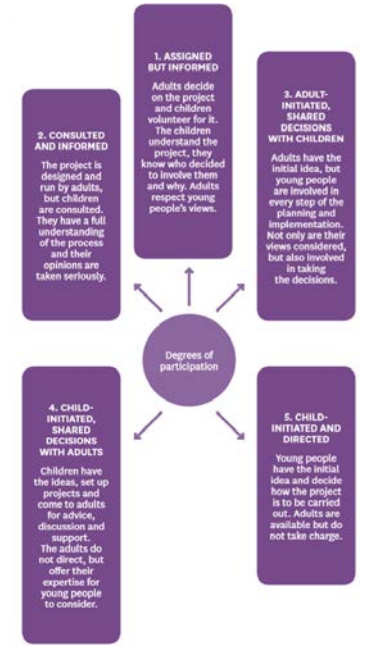 1. ASSIGNED
BUT INFORMED
Adults decide
on the project
and children
volunteer for it.
The children
understand the
project, they
know who decided
to involve them
and why. Adults
respect young
people's views.
2. CONSULTED
AND INFORMED
The project is
designed and
run by adults,
but children
are consulted.
They have a full
understanding
of the process
and their
opinions are
taken seriously.
3. ADULT-
INITIATED,
SHARED
DECISIONS
WITH CHILDREN
Adults have the
initial idea, but
young people
are involved in
every step of the
planning and
implementation.
Not only are their
views considered,
but also involved
in taking
the decisions.
Degrees of
participation
4. CHILD-
INITIATED,
SHARED
DECISIONS
WITH ADULTS
Children have
the ideas, set up
projects and
come to adults
for advice,
discussion and
support.
The adults do
not direct, but
offer their
expertise for
young people
to consider.
5. CHILD-
INITIATED AND
DIRECTED
Young people
have the initial
idea and decide
how the project
is to be carried
out. Adults are
available but do
not take charge.